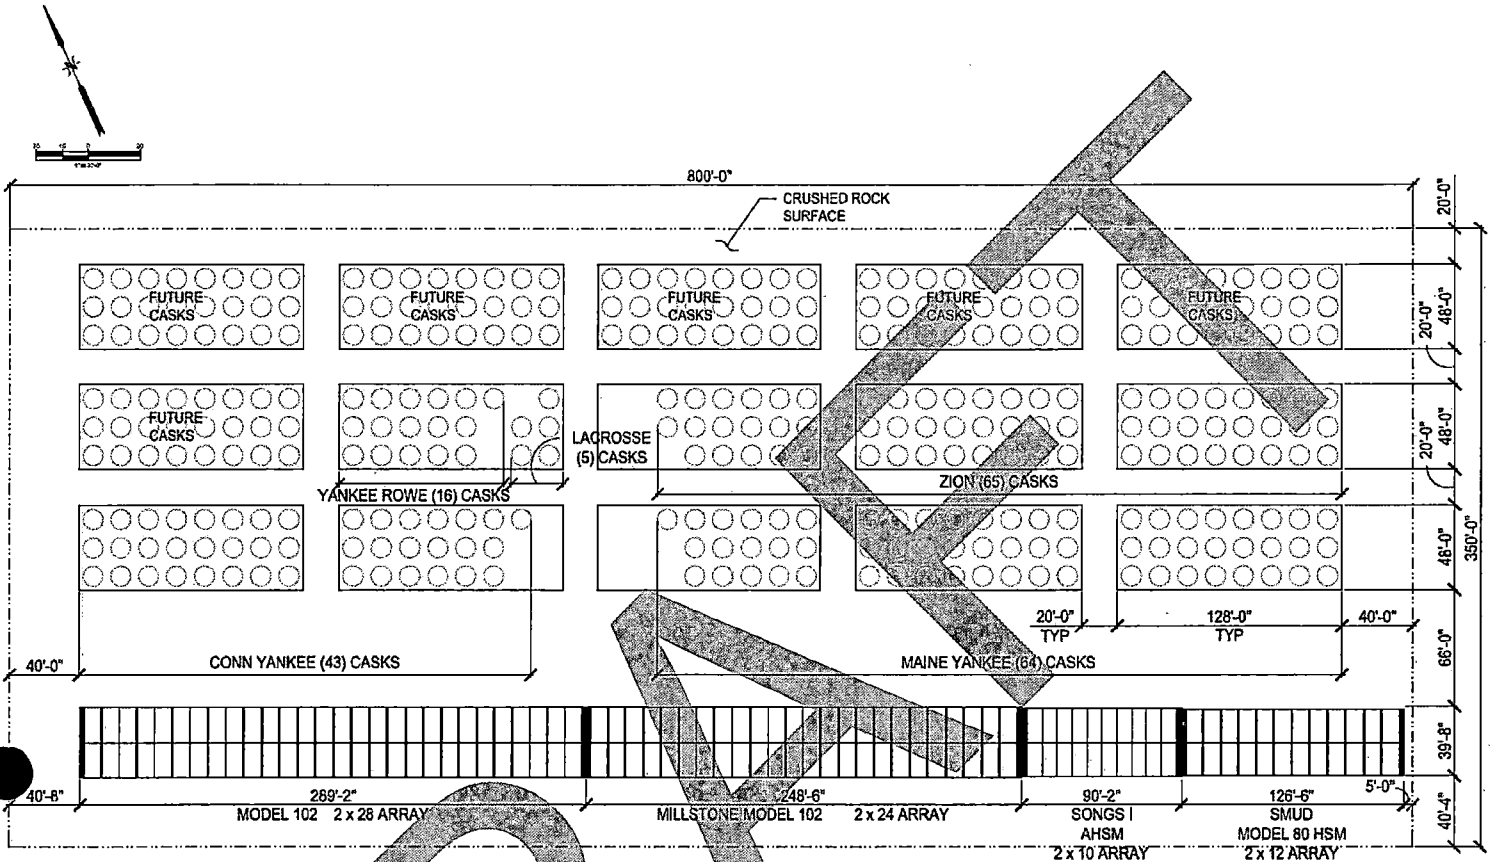 800'-0"
CRUSHED ROCK
SURFACE
20'-0"
FUTURE
CASKS
FUTURE
CASKS
FUTURE
CASKS
FUTURE
CASKS
FUTURE
CASKS
20'-0"
48'-0"
FUTURE
CASKS
LACROSSE
(5) CASKS
48'-0"
20'-0"
YANKEE ROWE (16) CASKS
ZION (65) CASKS
350'-0"
48'-0"
20'-0"
TYP
128'-0"
TYP
40'-0"
40'-0"
CONN YANKEE (43) CASKS
MAINE YANKEE (64) CASKS
66'-0"
39'-8"
40'-8"
289'-2"
MODEL 102 2 x 28 ARRAY
248'-6"
MILLSTONE MODEL 102 2 x 24 ARRAY
90'-2"
SONGS I
AHSM
2 x 10 ARRAY
126'-6"
SMUD
MODEL 80 HSM
2 x 12 ARRAY
5'-0"
40'-4"